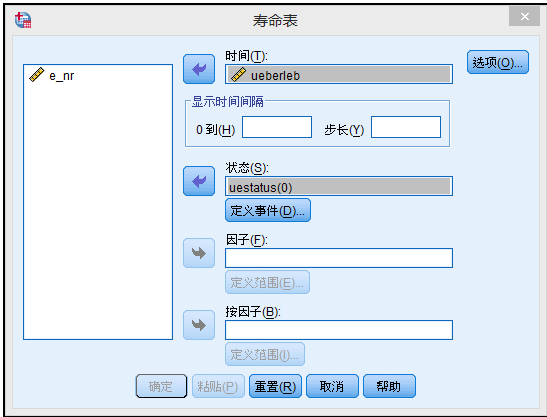 寿命表
时间(T):
e_nr
ueberleb
选项(O)...
显示时间间隔
0 到(H)
步长(Y)
状态(S):
uestatus(0)
定义事件(D)...
因子(F):
定义范围(E)...
按因子(B):
定义范围(I)...
确定
粘贴(P)
重置(R)
取消
帮助